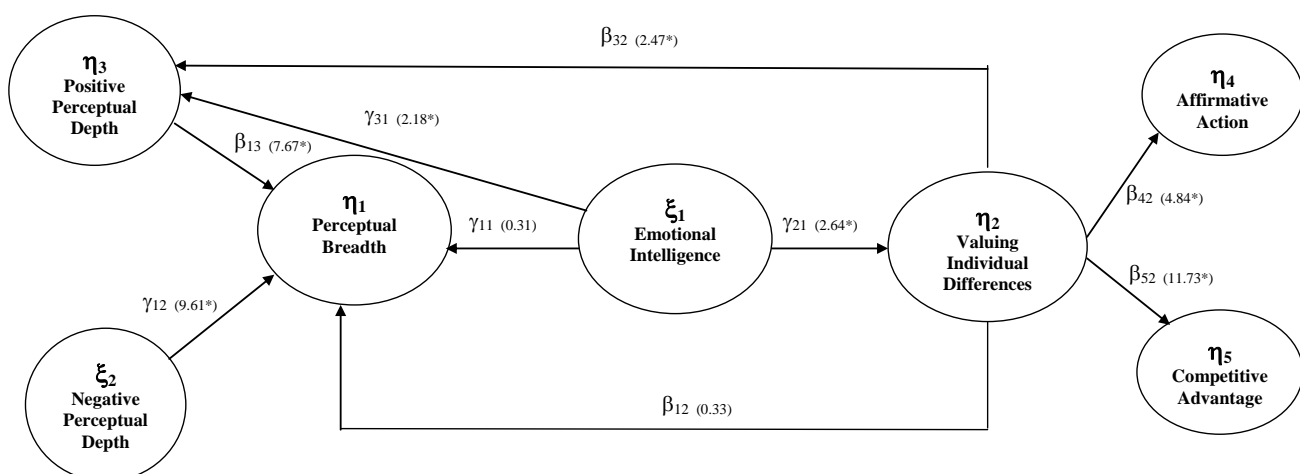 β32 (2.47*)
η3
Positive
Perceptual
Depth
γ31 (2.18*)
β13 (7.67*)
η1
Perceptual
Breadth
γ11 (0.31)
ξ1
Emotional
Intelligence
γ21 (2.64*)
η2
Valuing
Individual
Differences
η4
Affirmative
Action
β42 (4.84*)
β52 (11.73*)
η5
Competitive
Advantage
γ12 (9.61*)
ξ2
Negative
Perceptual
Depth
β12 (0.33)